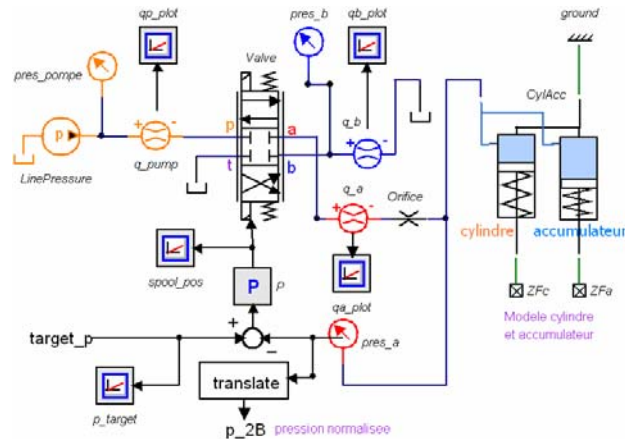 qp_plot
pres_b
qb_plot
ground
pres_pompe
Valve
CylAcc
p
a
q_b
p
t
b
LinePressure
q_pump
q_a
Orifice
cylindre
accumulateur
spool_pos
P
P
ZFc
ZFa
qa_plot
Modele cylindre
et accumulateur
target_p
pres_a
translate
p_target
p_2B
pression normalisee